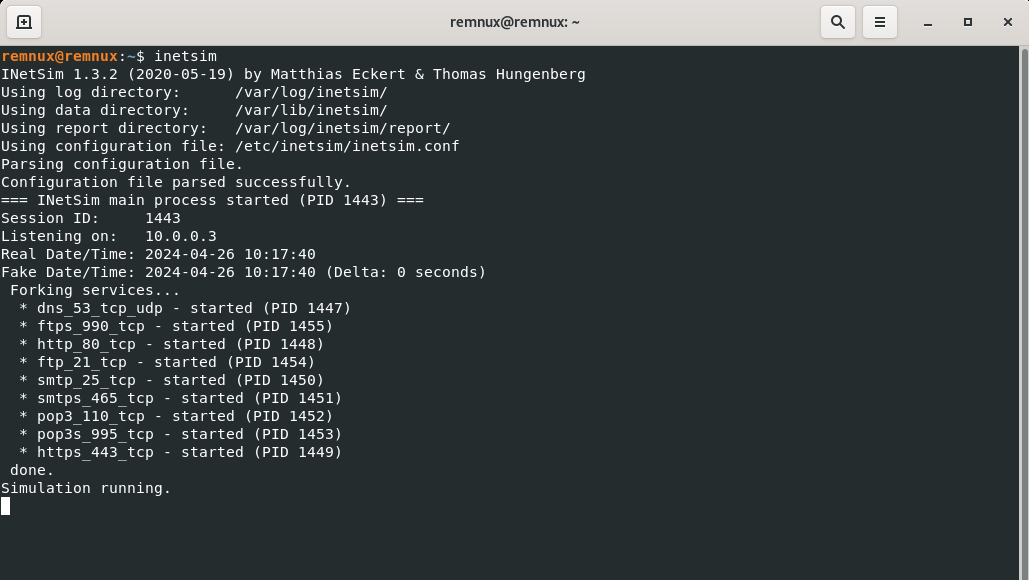 remnux@remnux: ~
remnux@remnux:~$ inetsim
INetSim 1.3.2 (2020-05-19) by Matthias Eckert & Thomas Hungenberg
Using log directory:      /var/log/inetsim/
Using data directory:     /var/lib/inetsim/
Using report directory:   /var/log/inetsim/report/
Using configuration file: /etc/inetsim/inetsim.conf
Parsing configuration file.
Configuration file parsed successfully.
=== INetSim main process started (PID 1443) ===
Session ID:     1443
Listening on:   10.0.0.3
Real Date/Time: 2024-04-26 10:17:40
Fake Date/Time: 2024-04-26 10:17:40 (Delta: 0 seconds)
 Forking services...
  * dns_53_tcp_udp - started (PID 1447)
  * ftps_990_tcp - started (PID 1455)
  * http_80_tcp - started (PID 1448)
  * ftp_21_tcp - started (PID 1454)
  * smtp_25_tcp - started (PID 1450)
  * smtps_465_tcp - started (PID 1451)
  * pop3_110_tcp - started (PID 1452)
  * pop3s_995_tcp - started (PID 1453)
  * https_443_tcp - started (PID 1449)
 done.
Simulation running.